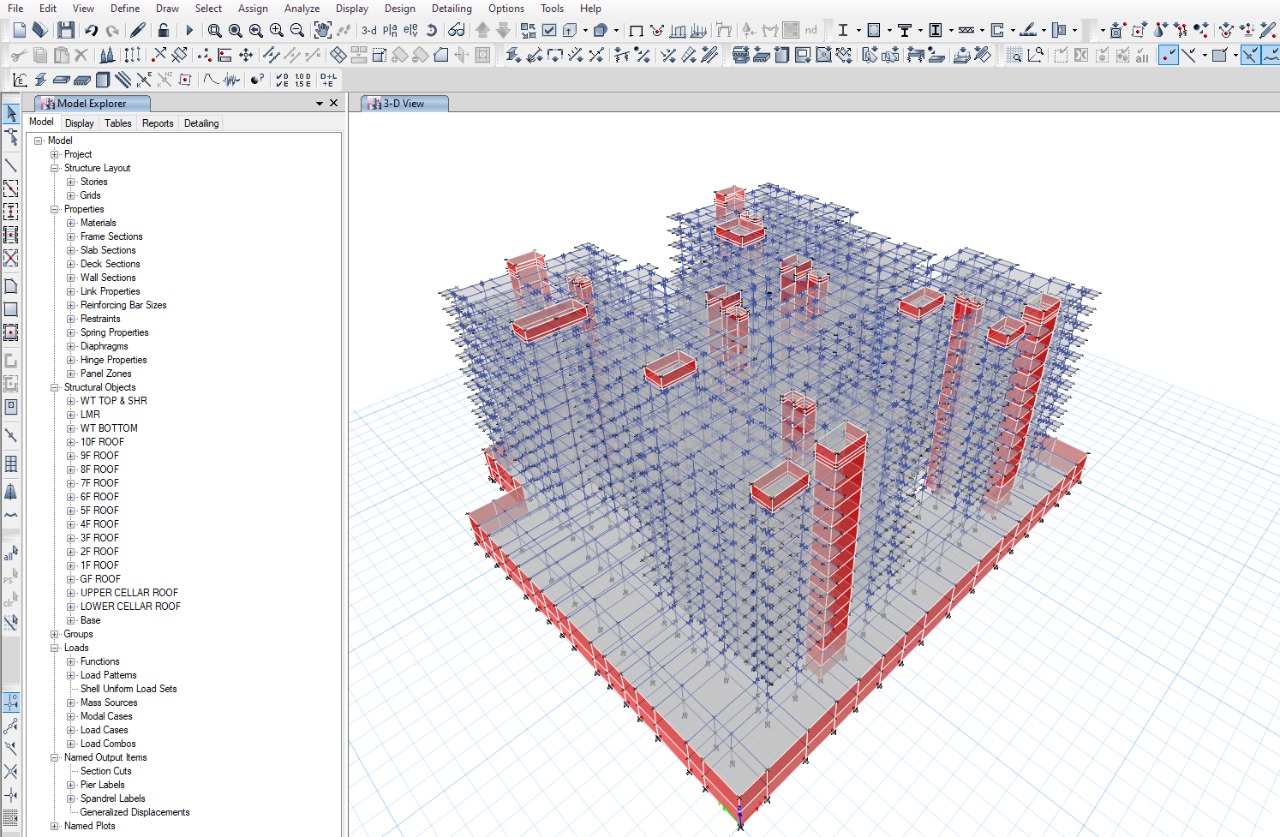 File Edit View Define Draw Select Assign Analyze Display Design Detailing Options Tools Help
3-d pla ele nd
all
Model Explorer
3-D View
Model Display Tables Reports Detailing
Model
Project
Structure Layout
Stories
Grids
Properties
Materials
Frame Sections
Slab Sections
Deck Sections
Wall Sections
Link Properties
Reinforcing Bar Sizes
Restraints
Spring Properties
Diaphragms
Hinge Properties
Panel Zones
Structural Objects
WT TOP & SHR
LMR
WT BOTTOM
10F ROOF
9F ROOF
8F ROOF
7F ROOF
6F ROOF
5F ROOF
4F ROOF
3F ROOF
2F ROOF
1F ROOF
GF ROOF
UPPER CELLAR ROOF
LOWER CELLAR ROOF
Base
Groups
Loads
Functions
Load Patterns
Shell Uniform Load Sets
Mass Sources
Modal Cases
Load Cases
Load Combos
Named Output Items
Section Cuts
Pier Labels
Spandrel Labels
Generalized Displacements
Named Plots
all
ps
clr